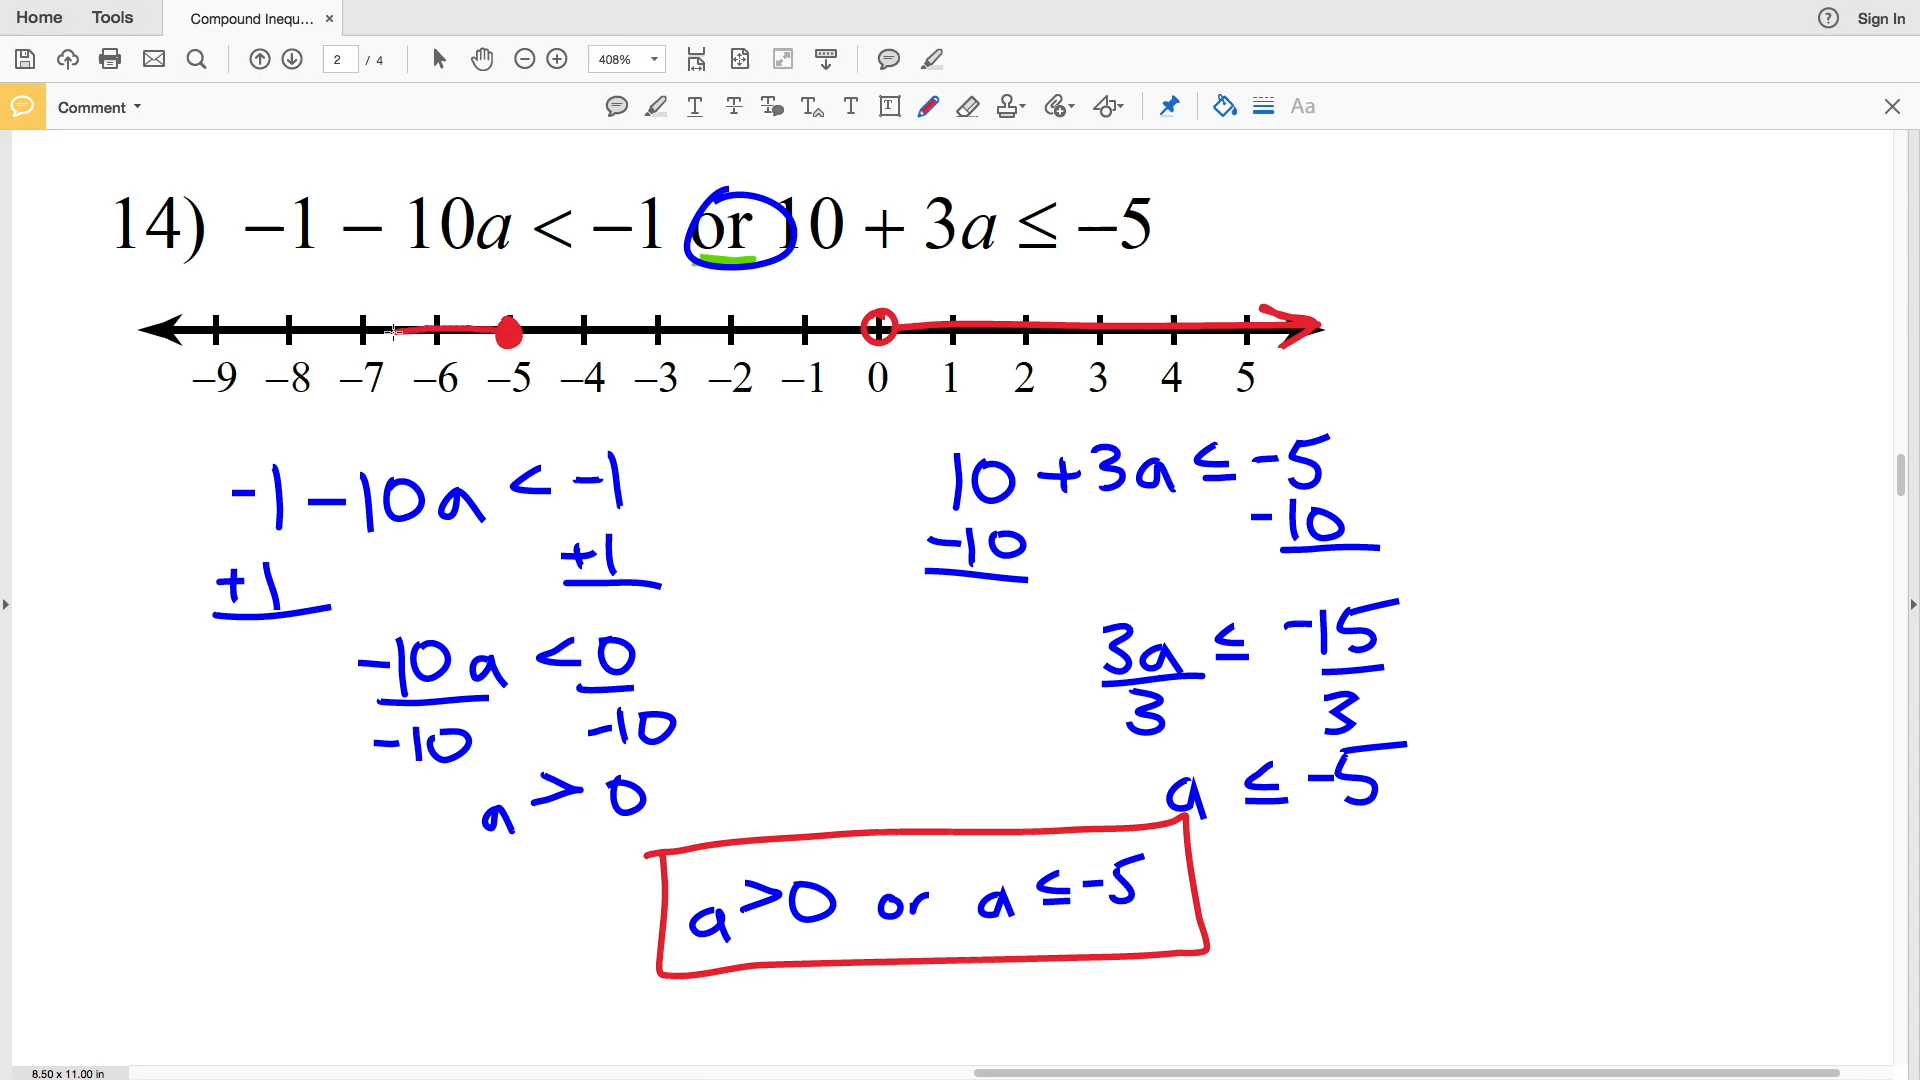 Home Tools Compound Inequ... × ? Sign In
2 / 4 408%
Comment T T T T T T Aa
14) −1 − 10a < −1 or 10 + 3a ≤ −5
−9 −8 −7 −6 −5 −4 −3 −2 −1 0 1 2 3 4 5
-1 - 10a < -1
+1 +1
-10a < 0
-10 -10
a > 0
10 + 3a ≤ -5
-10 -10
3a ≤ -15
3 3
a ≤ -5
a > 0 or a ≤ -5
8.50 x 11.00 in